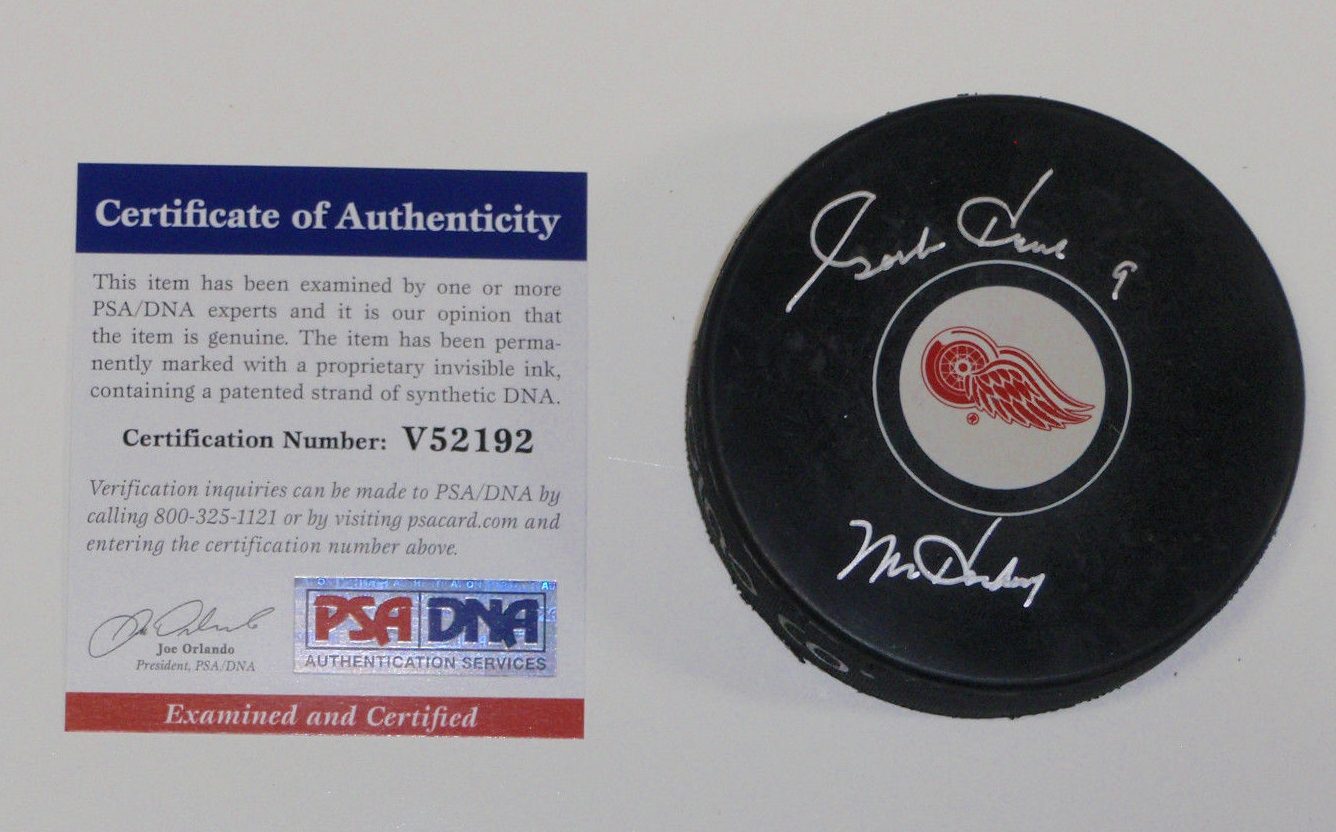 Certificate of Authenticity
This item has been examined by one or more
PSA/DNA experts and it is our opinion that
the item is genuine. The item has been perma-
nently marked with a proprietary invisible ink,
containing a patented strand of synthetic DNA.
Certification Number: V52192
Verification inquiries can be made to PSA/DNA by
calling 800-325-1121 or by visiting psacard.com and
entering the certification number above.
Joe Orlando
President, PSA/DNA
PSA DNA
AUTHENTICATION SERVICES
Examined and Certified
Gordie Howe 9
Mr Hockey